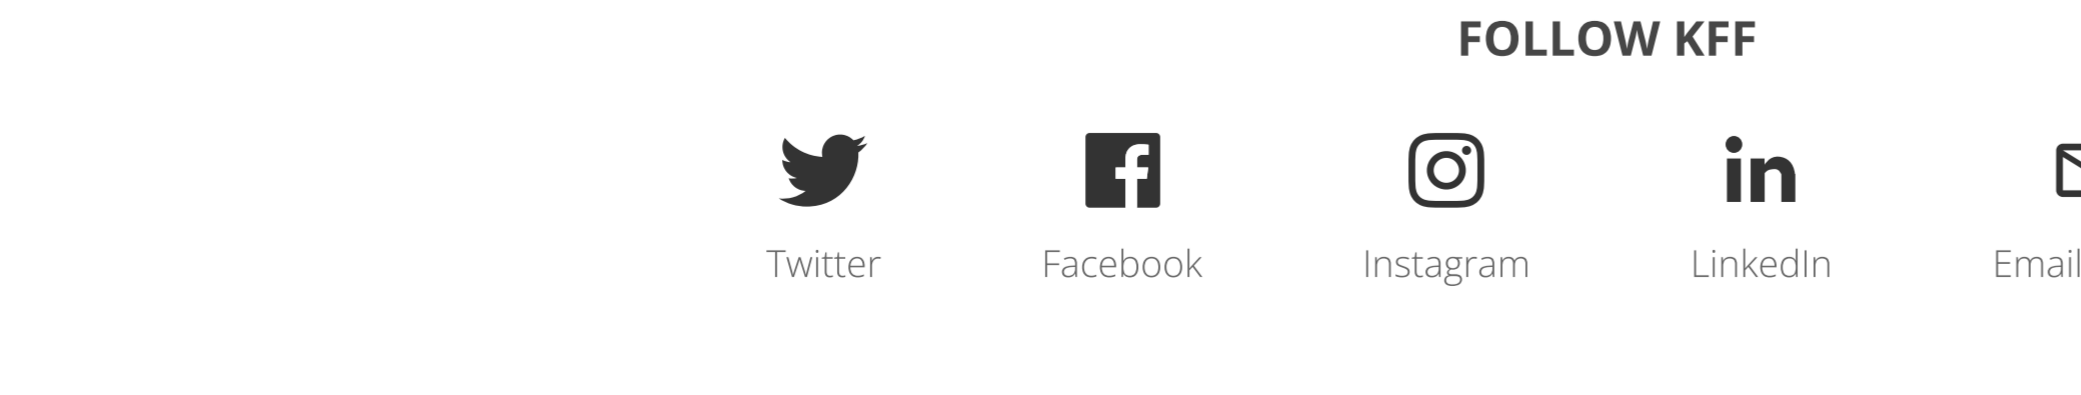 FOLLOW KFF
Twitter Facebook Instagram LinkedIn Email